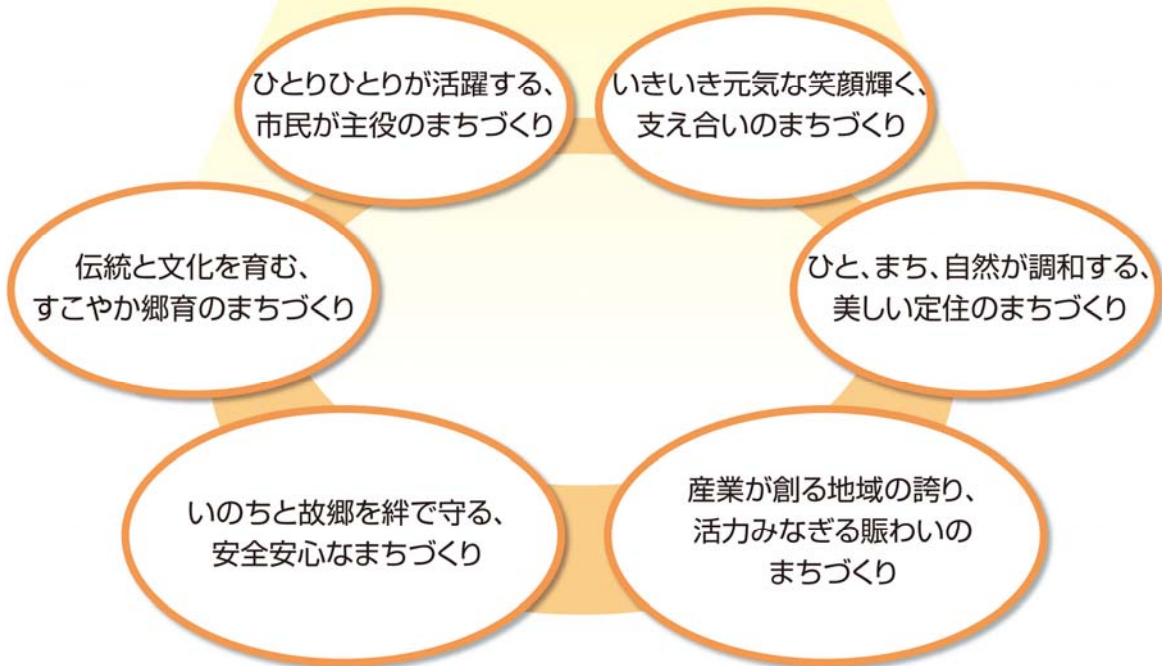 ひとりひとりが活躍する、
市民が主役のまちづくり
いきいき元気な笑顔輝く、
支え合いのまちづくり
伝統と文化を育む、
すこやか郷育のまちづくり
ひと、まち、自然が調和する、
美しい定住のまちづくり
いのちと故郷を絆で守る、
安全安心なまちづくり
産業が創る地域の誇り、
活力みなぎる賑わいの
まちづくり